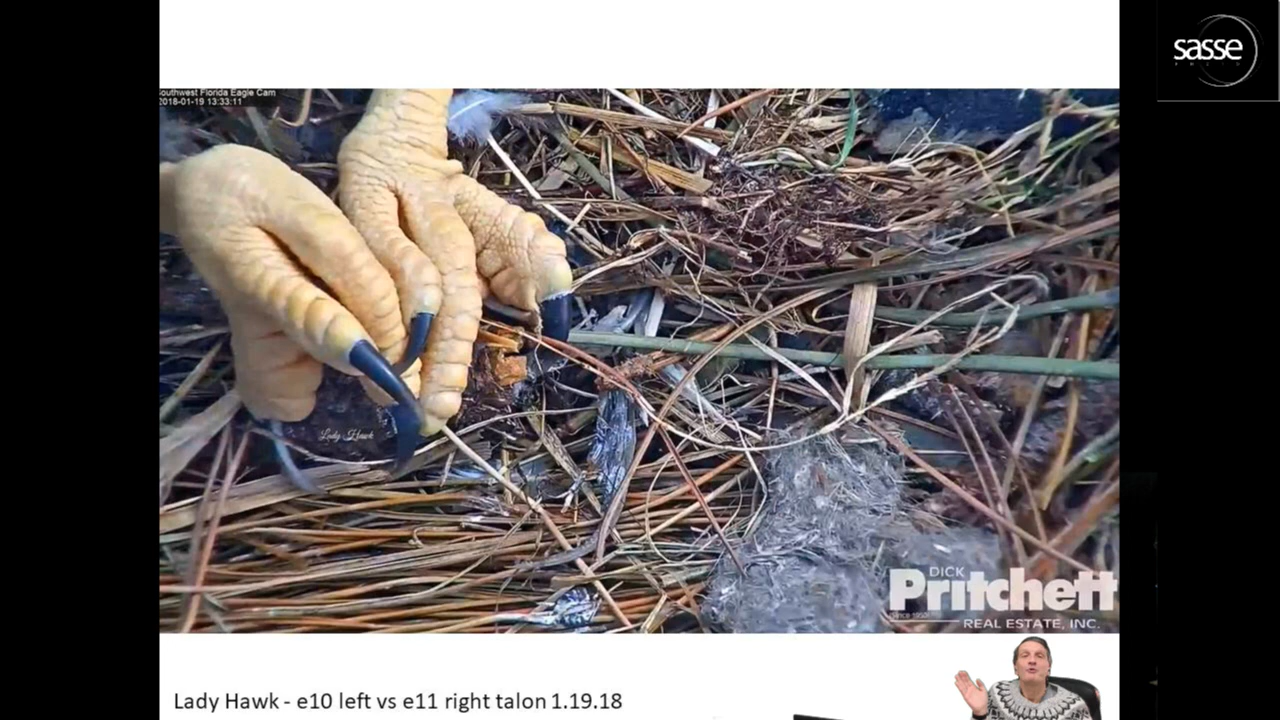 sasse
Southwest Florida Eagle Cam
2018-01-19 13:33:11
Lady Hawk
DICK
Pritchett
REAL ESTATE, INC.
Lady Hawk - e10 left vs e11 right talon 1.19.18